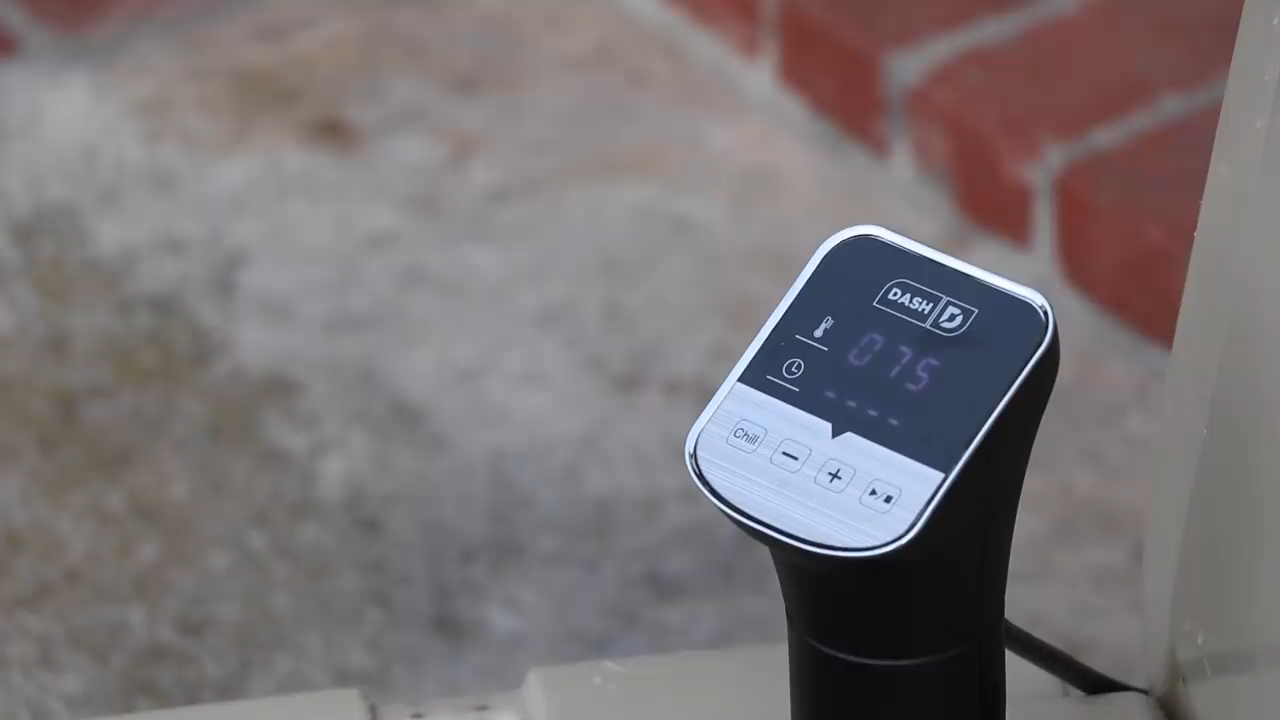 DASH D
075
----
Chill − + ▶/■